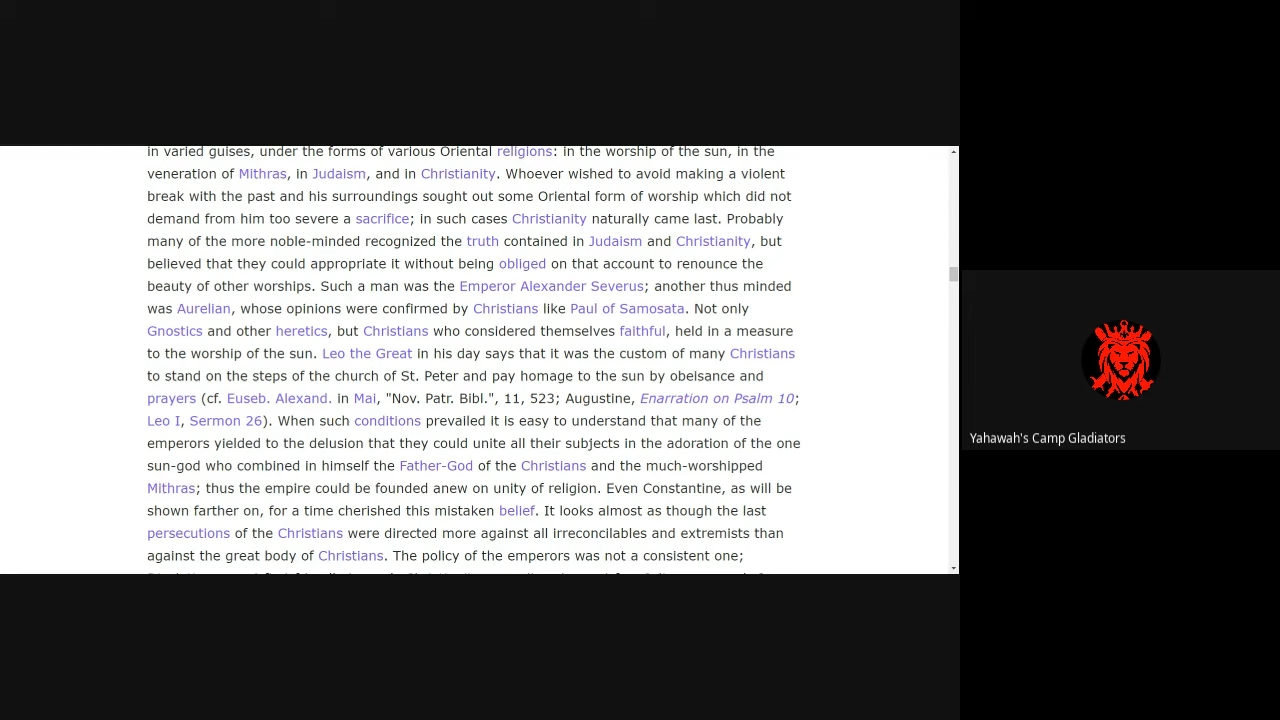 in varied guises, under the forms of various Oriental religions: in the worship of the sun, in the
veneration of Mithras, in Judaism, and in Christianity. Whoever wished to avoid making a violent
break with the past and his surroundings sought out some Oriental form of worship which did not
demand from him too severe a sacrifice; in such cases Christianity naturally came last. Probably
many of the more noble-minded recognized the truth contained in Judaism and Christianity, but
believed that they could appropriate it without being obliged on that account to renounce the
beauty of other worships. Such a man was the Emperor Alexander Severus; another thus minded
was Aurelian, whose opinions were confirmed by Christians like Paul of Samosata. Not only
Gnostics and other heretics, but Christians who considered themselves faithful, held in a measure
to the worship of the sun. Leo the Great in his day says that it was the custom of many Christians
to stand on the steps of the church of St. Peter and pay homage to the sun by obeisance and
prayers (cf. Euseb. Alexand. in Mai, "Nov. Patr. Bibl.", 11, 523; Augustine, Enarration on Psalm 10;
Leo I, Sermon 26). When such conditions prevailed it is easy to understand that many of the
emperors yielded to the delusion that they could unite all their subjects in the adoration of the one
sun-god who combined in himself the Father-God of the Christians and the much-worshipped
Mithras; thus the empire could be founded anew on unity of religion. Even Constantine, as will be
shown farther on, for a time cherished this mistaken belief. It looks almost as though the last
persecutions of the Christians were directed more against all irreconcilables and extremists than
against the great body of Christians. The policy of the emperors was not a consistent one;
Yahawah's Camp Gladiators